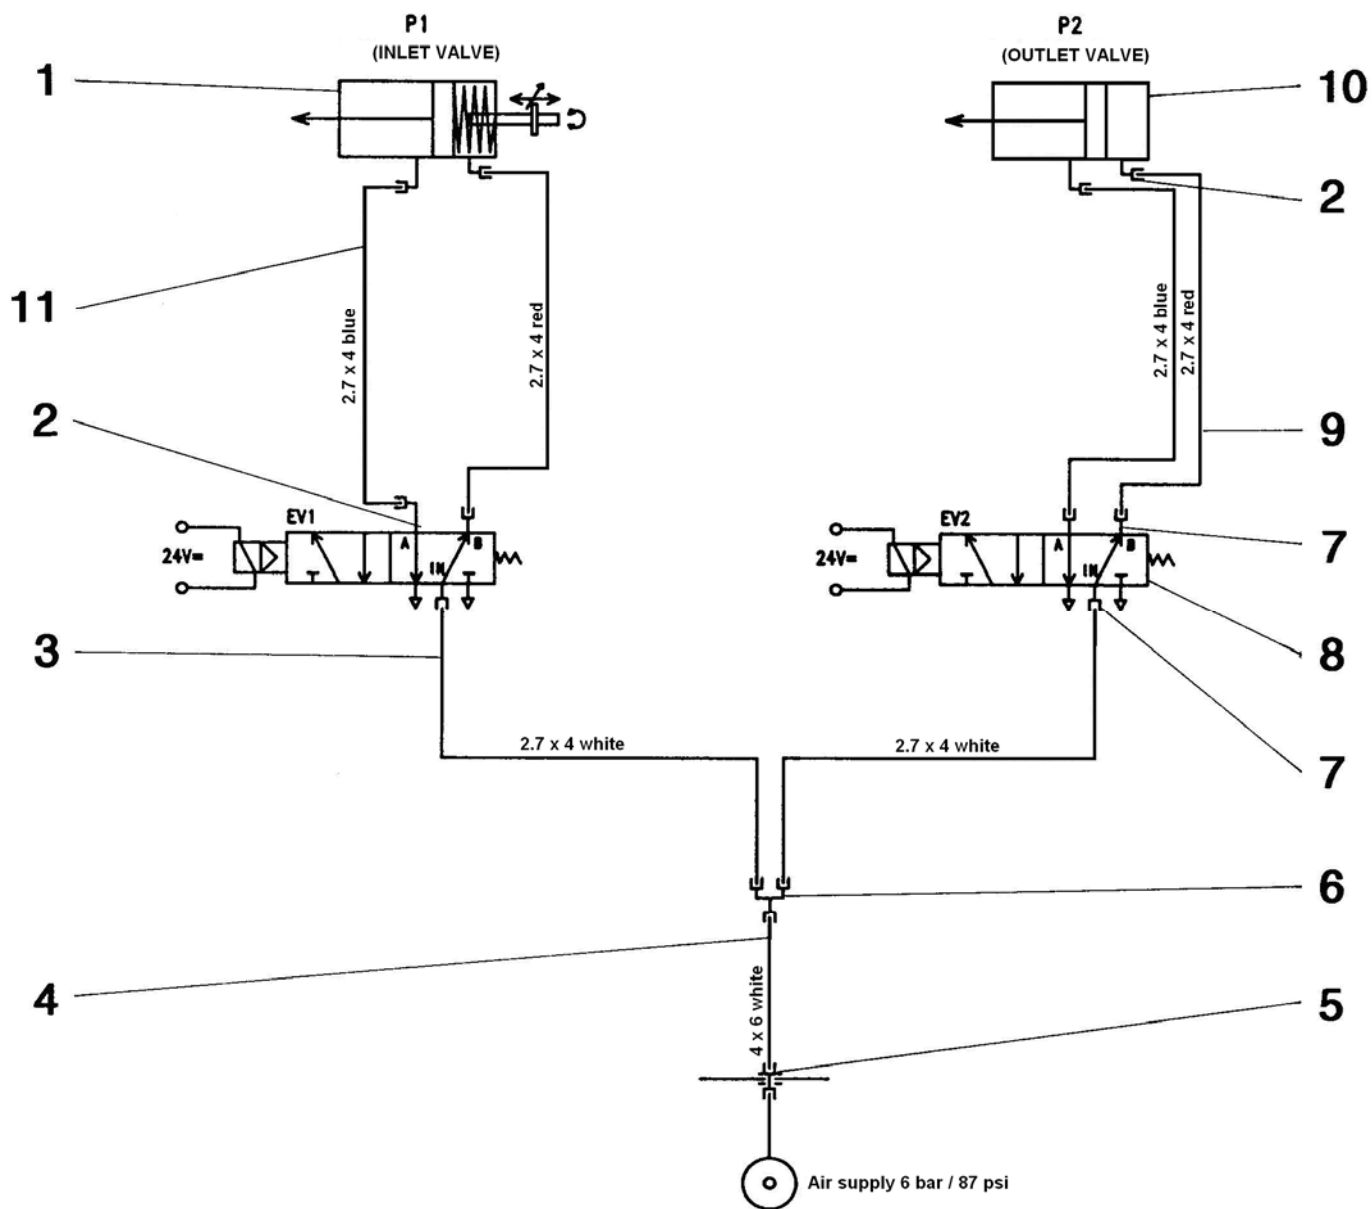 P1
(INLET VALVE)
P2
(OUTLET VALVE)
1
10
2
11
2.7 x 4 blue
2.7 x 4 red
2.7 x 4 blue
2.7 x 4 red
2
9
EV1
A
B
IN
24V=
EV2
A
B
IN
24V=
7
3
8
2.7 x 4 white
2.7 x 4 white
7
6
4
4 x 6 white
5
Air supply 6 bar / 87 psi